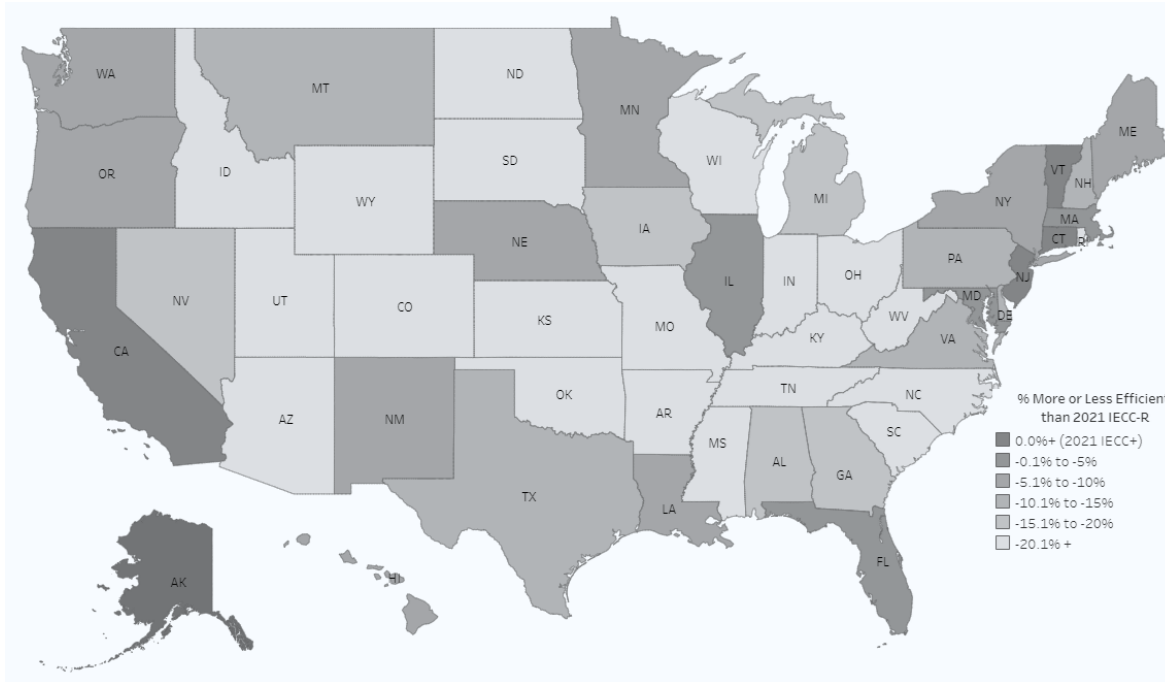 WA
MT
ND
MN
ME
OR
ID
SD
WI
VT
NH
WY
MI
NY
MA
CT
RI
NE
IA
PA
NJ
NV
UT
CO
IL
IN
OH
MD
DE
KS
MO
WV
VA
KY
CA
AZ
NM
OK
AR
TN
NC
SC
MS
AL
GA
TX
LA
FL
AK
HI
% More or Less Efficient
than 2021 IECC-R
0.0%+ (2021 IECC+)
-0.1% to -5%
-5.1% to -10%
-10.1% to -15%
-15.1% to -20%
-20.1% +